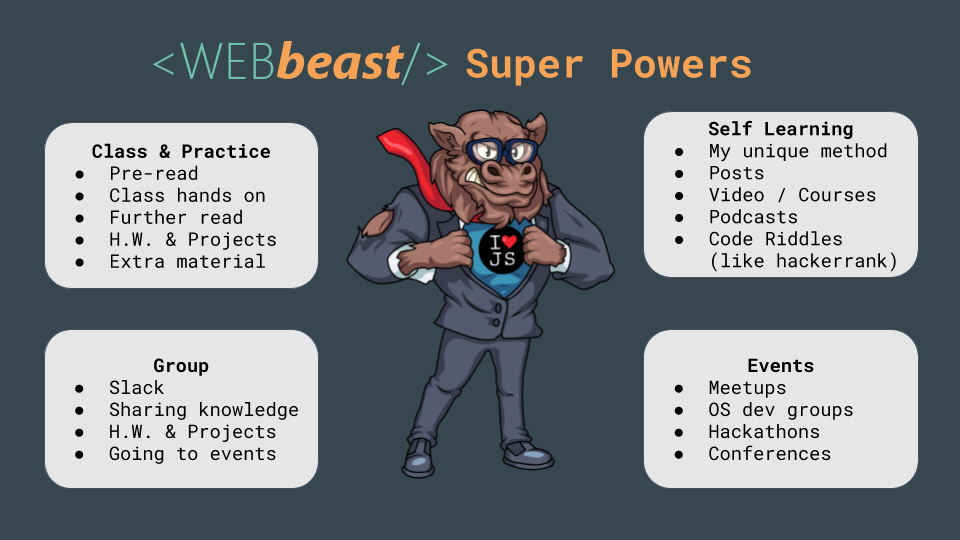 <WEBbeast/> Super Powers
Class & Practice
● Pre-read
● Class hands on
● Further read
● H.W. & Projects
● Extra material
Self Learning
● My unique method
● Posts
● Video / Courses
● Podcasts
● Code Riddles
(like hackerrank)
I ♥
JS
Group
● Slack
● Sharing knowledge
● H.W. & Projects
● Going to events
Events
● Meetups
● OS dev groups
● Hackathons
● Conferences